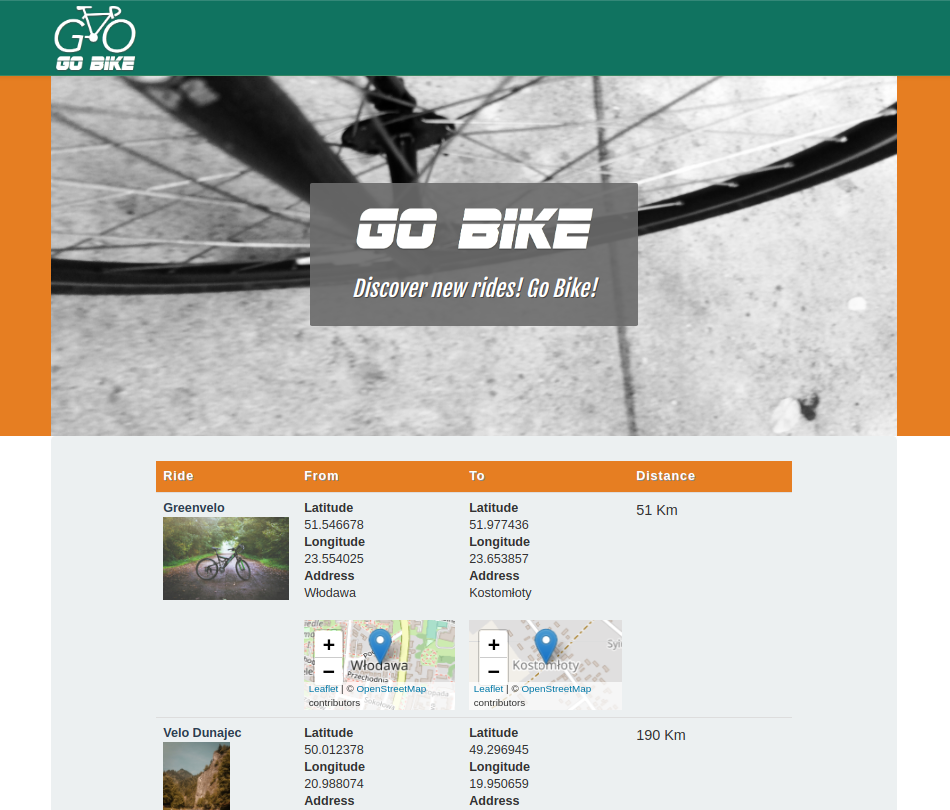 GO BIKE
GO BIKE
Discover new rides! Go Bike!
Ride From To Distance
Greenvelo
Latitude
51.546678
Longitude
23.554025
Address
Włodawa
Latitude
51.977436
Longitude
23.653857
Address
Kostomłoty
51 Km
+
−
Włodawa
Przechodnia
Leaflet | © OpenStreetMap
contributors
+
−
Kostomłoty
Leaflet | © OpenStreetMap
contributors
Velo Dunajec
Latitude
50.012378
Longitude
20.988074
Address
Latitude
49.296945
Longitude
19.950659
Address
190 Km